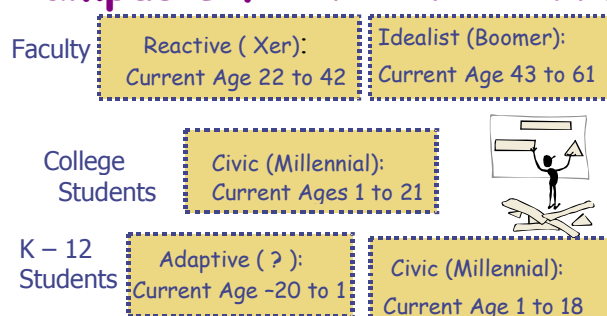 Faculty
Reactive ( Xer):
Current Age 22 to 42
Idealist (Boomer):
Current Age 43 to 61
College
Students
Civic (Millennial):
Current Ages 1 to 21
K – 12
Students
Adaptive ( ? ):
Current Age –20 to 1
Civic (Millennial):
Current Age 1 to 18